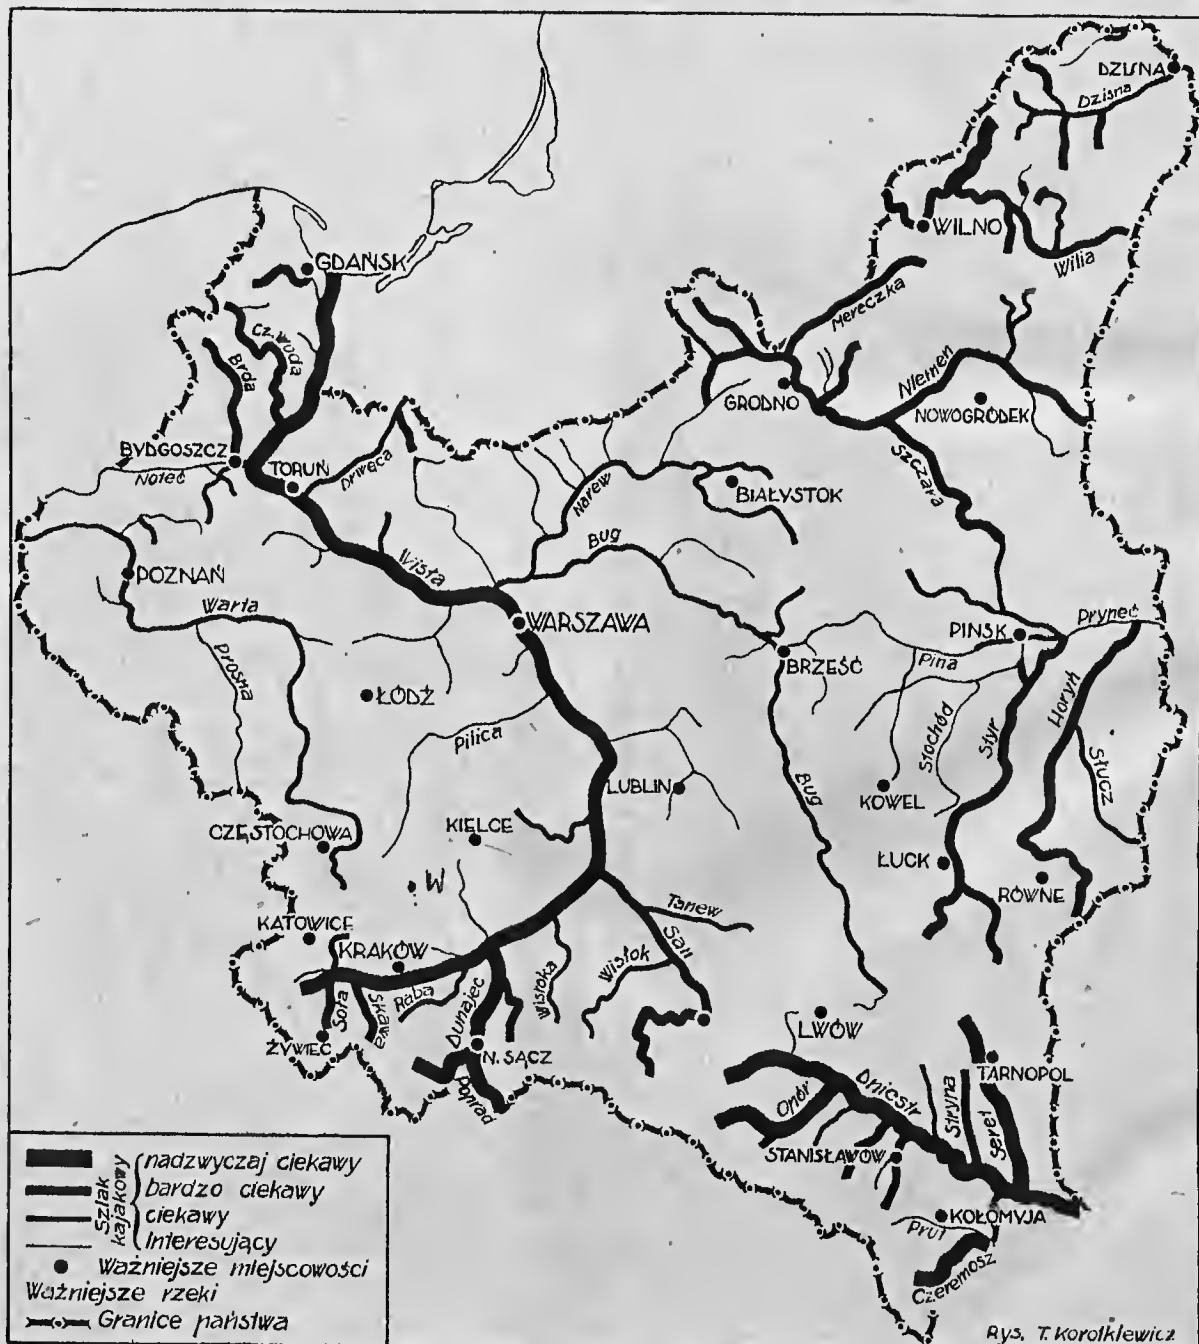 DZISNA
Dzisna
WILNO
Wilia
GDAŃSK
Mereczka
Cz. Woda
Brda
Niemen
GRODNO
NOWOGRÓDEK
BYDGOSZCZ
Noteć
TORUŃ
Drwęca
Szczara
Narew
BIAŁYSTOK
Bug
Wisła
POZNAŃ
Warta
WARSZAWA
Pryneć
PINSK
Pina
BRZEŚĆ
Prosna
ŁÓDŹ
Horyń
Stochód
Styr
Pilica
Słucz
LUBLIN
Bug
KOWEL
KIELCE
CZĘSTOCHOWA
ŁUCK
W
RÓWNE
Tanew
KATOWICE
San
KRAKÓW
Wisłok
Wisłoka
Raba
Dunajec
Soła
Skawa
LWÓW
ŻYWIEC
N. SĄCZ
TARNOPOL
Poprad
Dniestr
Opór
Stryna
Seret
STANISŁAWÓW
KOŁOMYJA
Prut
Czeremosz
Szlak kajakowy
nadzwyczaj ciekawy
bardzo ciekawy
ciekawy
Interesujący
Ważniejsze miejscowości
Ważniejsze rzeki
Granice państwa
Rys. T. Korotkiewicz